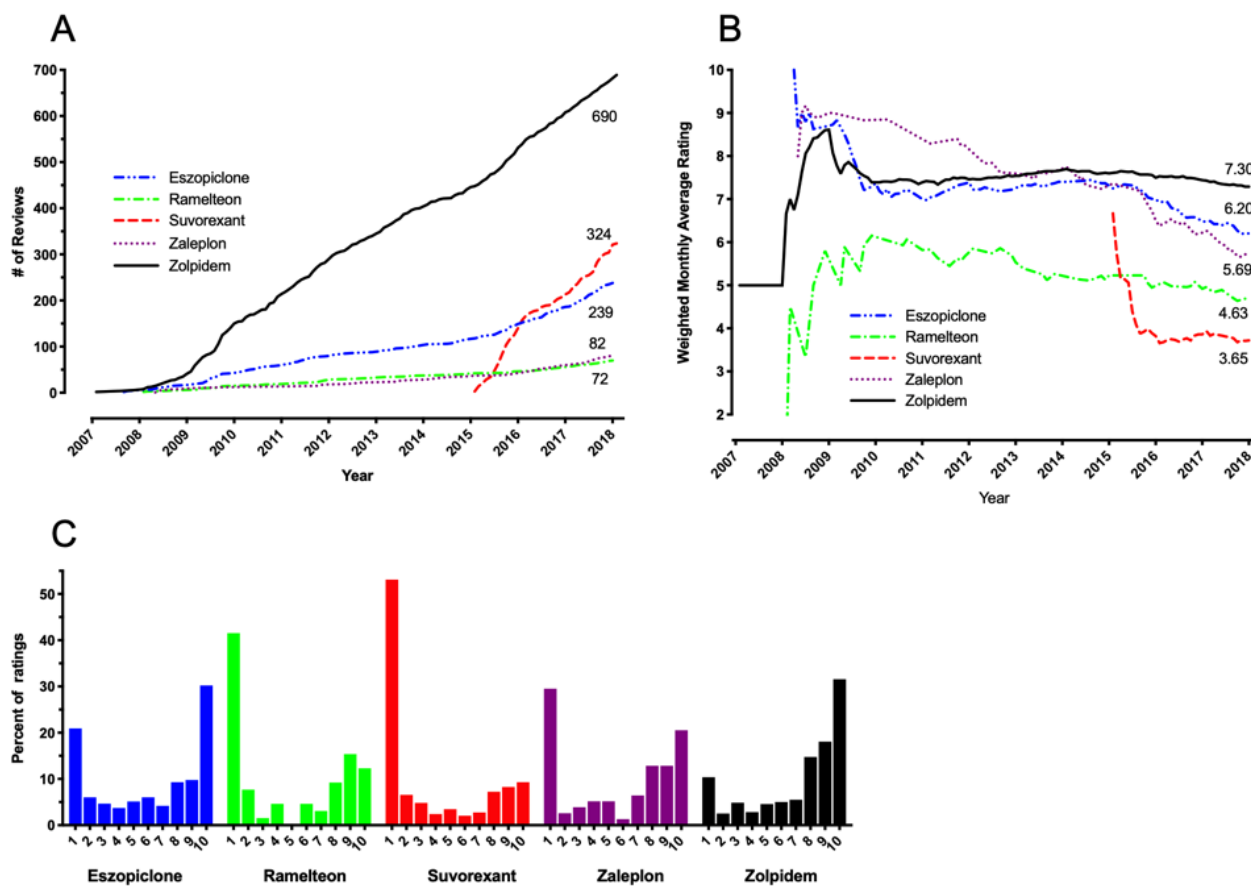 A
700
600
500
400
300
200
100
0
# of Reviews
Eszopiclone
Ramelteon
Suvorexant
Zaleplon
Zolpidem
690
324
239
82
72
2007 2008 2009 2010 2011 2012 2013 2014 2015 2016 2017 2018
Year
B
10
9
8
7
6
5
4
3
2
Weighted Monthly Average Rating
7.30
6.20
5.69
4.63
3.65
Eszopiclone
Ramelteon
Suvorexant
Zaleplon
Zolpidem
2007 2008 2009 2010 2011 2012 2013 2014 2015 2016 2017 2018
Year
C
50
40
30
20
10
0
Percent of ratings
1 2 3 4 5 6 7 8 9 10 1 2 3 4 5 6 7 8 9 10 1 2 3 4 5 6 7 8 9 10 1 2 3 4 5 6 7 8 9 10 1 2 3 4 5 6 7 8 9 10
Eszopiclone Ramelteon Suvorexant Zaleplon Zolpidem